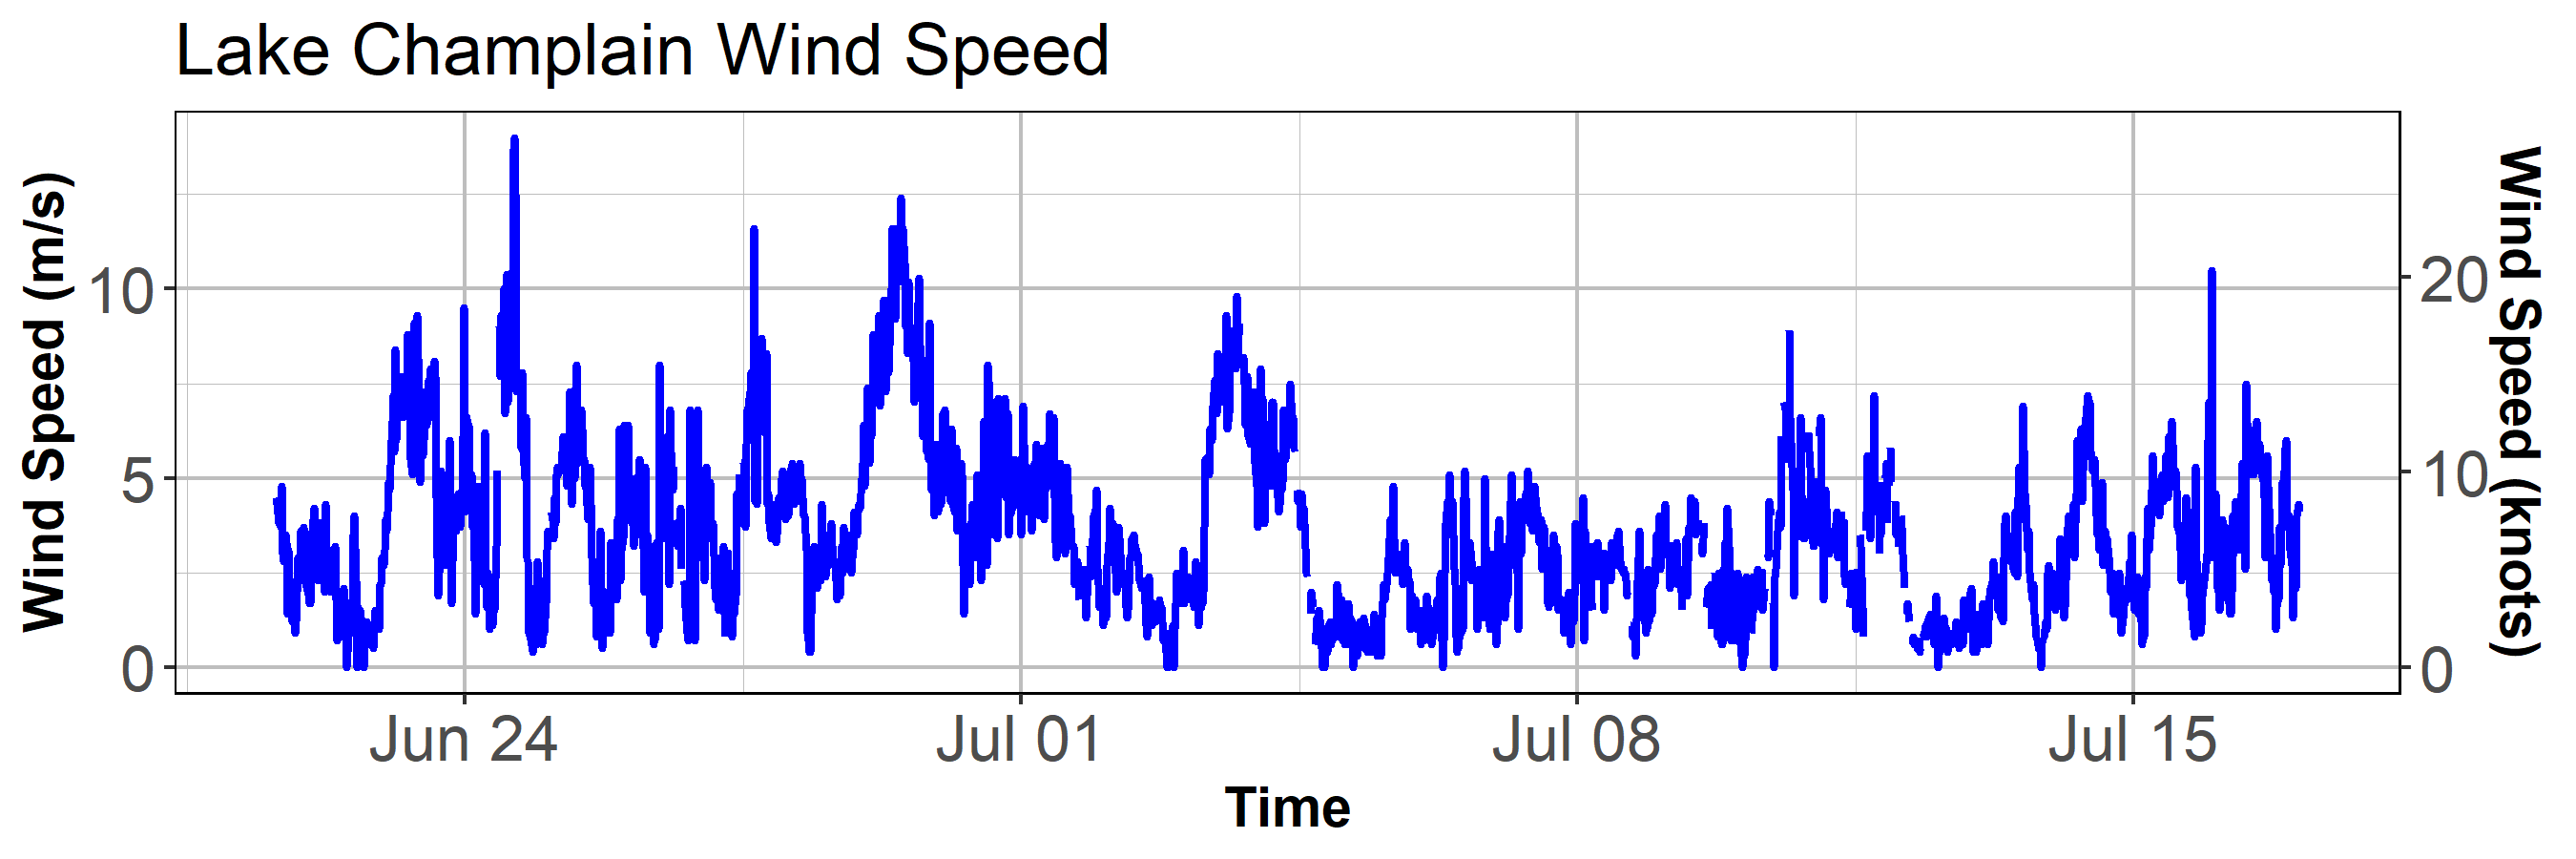 Lake Champlain Wind Speed
Wind Speed (m/s)
10
5
0
20
10
0
Wind Speed (knots)
Jun 24
Jul 01
Jul 08
Jul 15
Time